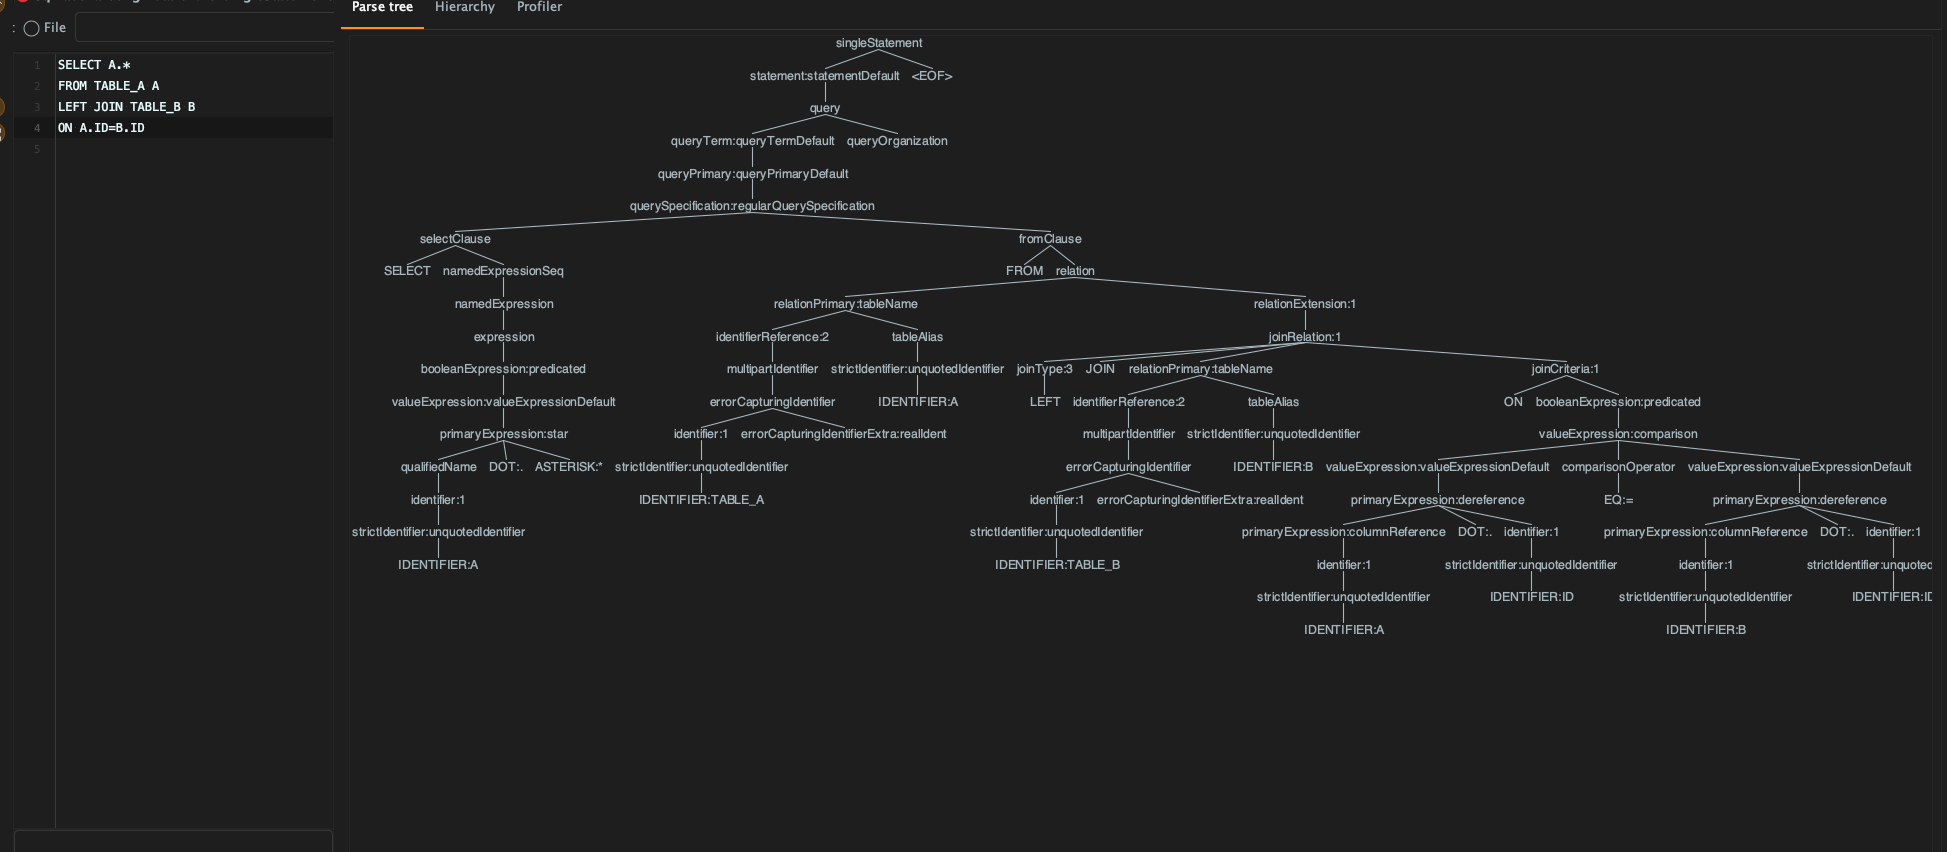 Parse tree Hierarchy Profiler
: File
1 SELECT A.*
2 FROM TABLE_A A
3 LEFT JOIN TABLE_B B
4 ON A.ID=B.ID
5
singleStatement
statement:statementDefault <EOF>
query
queryTerm:queryTermDefault queryOrganization
queryPrimary:queryPrimaryDefault
querySpecification:regularQuerySpecification
selectClause fromClause
SELECT namedExpressionSeq FROM relation
namedExpression relationPrimary:tableName relationExtension:1
expression identifierReference:2 tableAlias joinRelation:1
booleanExpression:predicated multipartIdentifier strictIdentifier:unquotedIdentifier joinType:3 JOIN relationPrimary:tableName joinCriteria:1
valueExpression:valueExpressionDefault errorCapturingIdentifier IDENTIFIER:A LEFT identifierReference:2 tableAlias ON booleanExpression:predicated
primaryExpression:star identifier:1 errorCapturingIdentifierExtra:realIdent multipartIdentifier strictIdentifier:unquotedIdentifier valueExpression:comparison
qualifiedName DOT:. ASTERISK:* strictIdentifier:unquotedIdentifier errorCapturingIdentifier IDENTIFIER:B valueExpression:valueExpressionDefault comparisonOperator valueExpression:valueExpressionDefault
identifier:1 IDENTIFIER:TABLE_A identifier:1 errorCapturingIdentifierExtra:realIdent primaryExpression:dereference EQ:= primaryExpression:dereference
strictIdentifier:unquotedIdentifier strictIdentifier:unquotedIdentifier primaryExpression:columnReference DOT:. identifier:1 primaryExpression:columnReference DOT:. identifier:1
IDENTIFIER:A IDENTIFIER:TABLE_B identifier:1 strictIdentifier:unquotedIdentifier identifier:1 strictIdentifier:unquoted
strictIdentifier:unquotedIdentifier IDENTIFIER:ID strictIdentifier:unquotedIdentifier IDENTIFIER:ID
IDENTIFIER:A IDENTIFIER:B